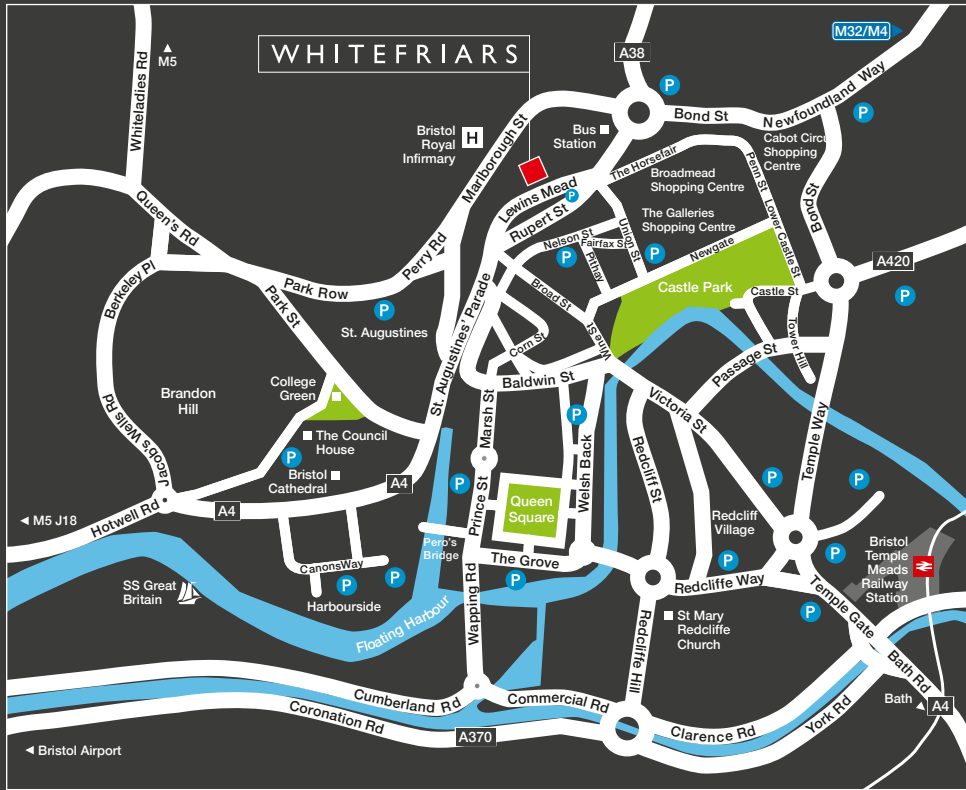 WHITEFRIARS
M32/M4
A38
M5
Whiteladies Rd
P
Bond St
Newfoundland Way
P
Bristol
Royal
Infirmary
H
Marlborough St
Bus
Station
Cabot Circu
Shopping
Centre
The Horsefair
Broadmead
Shopping Centre
Penn St
Bond St
Lewins Mead
P
Rupert St
The Galleries
Shopping Centre
Lower Castle St
Queen's Rd
Perry Rd
Nelson St
Fairfax St
Union St
P
P
Pithay
Newgate
A420
Berkeley Pl
Park Row
Park St
P
St. Augustines
St. Augustines' Parade
Broad St
Castle Park
Castle St
P
Wine St
Corn St
Tower Hill
Passage St
Brandon
Hill
College
Green
Baldwin St
Victoria St
Jacob's Wells Rd
The Council
House
Marsh St
P
Temple Way
Bristol
Cathedral
P
Welsh Back
Redcliff St
A4
P
Prince St
Queen
Square
P
P
A4
Hotwell Rd
M5 J18
Redcliff
Village
Pero's
Bridge
The Grove
Bristol
Temple
Meads
Railway
Station
P
P
CanonsWay
P
P
P
Redcliffe Way
SS Great
Britain
Harbourside
Floating Harbour
Wapping Rd
St Mary
Redcliffe
Church
P
Temple Gate
Redcliffe Hill
Bath Rd
Cumberland Rd
Commercial Rd
Bath
A4
Coronation Rd
A370
Clarence Rd
York Rd
Bristol Airport